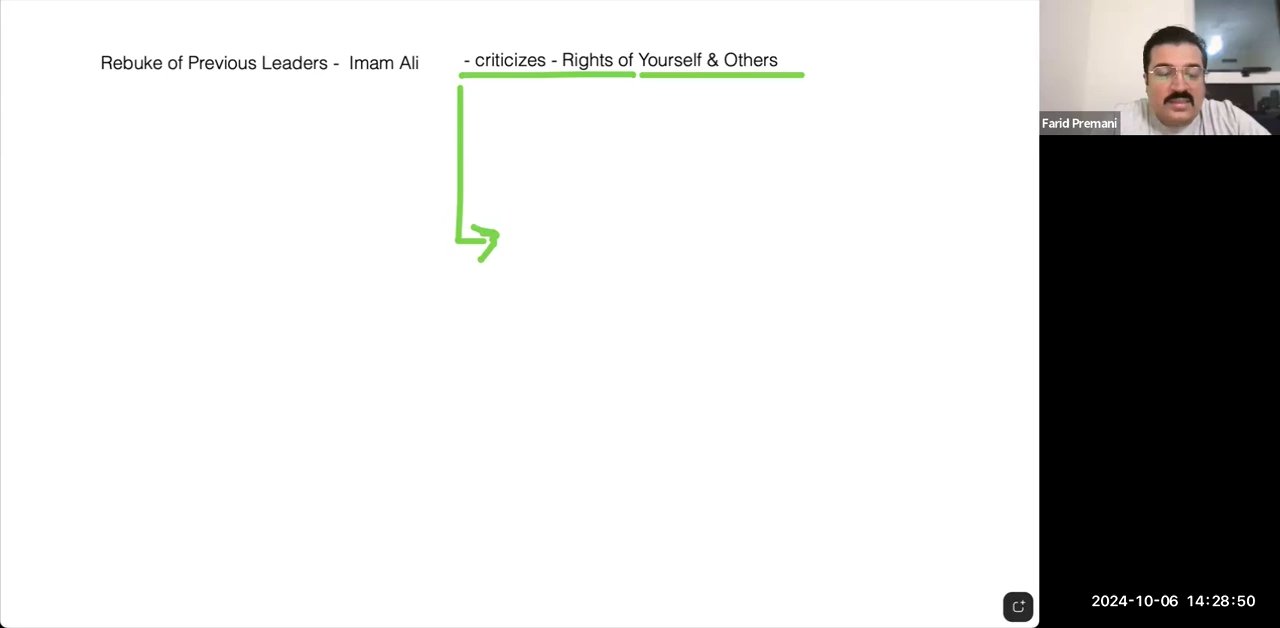 Rebuke of Previous Leaders - Imam Ali - criticizes - Rights of Yourself & Others
Farid Premani
2024-10-06 14:28:50